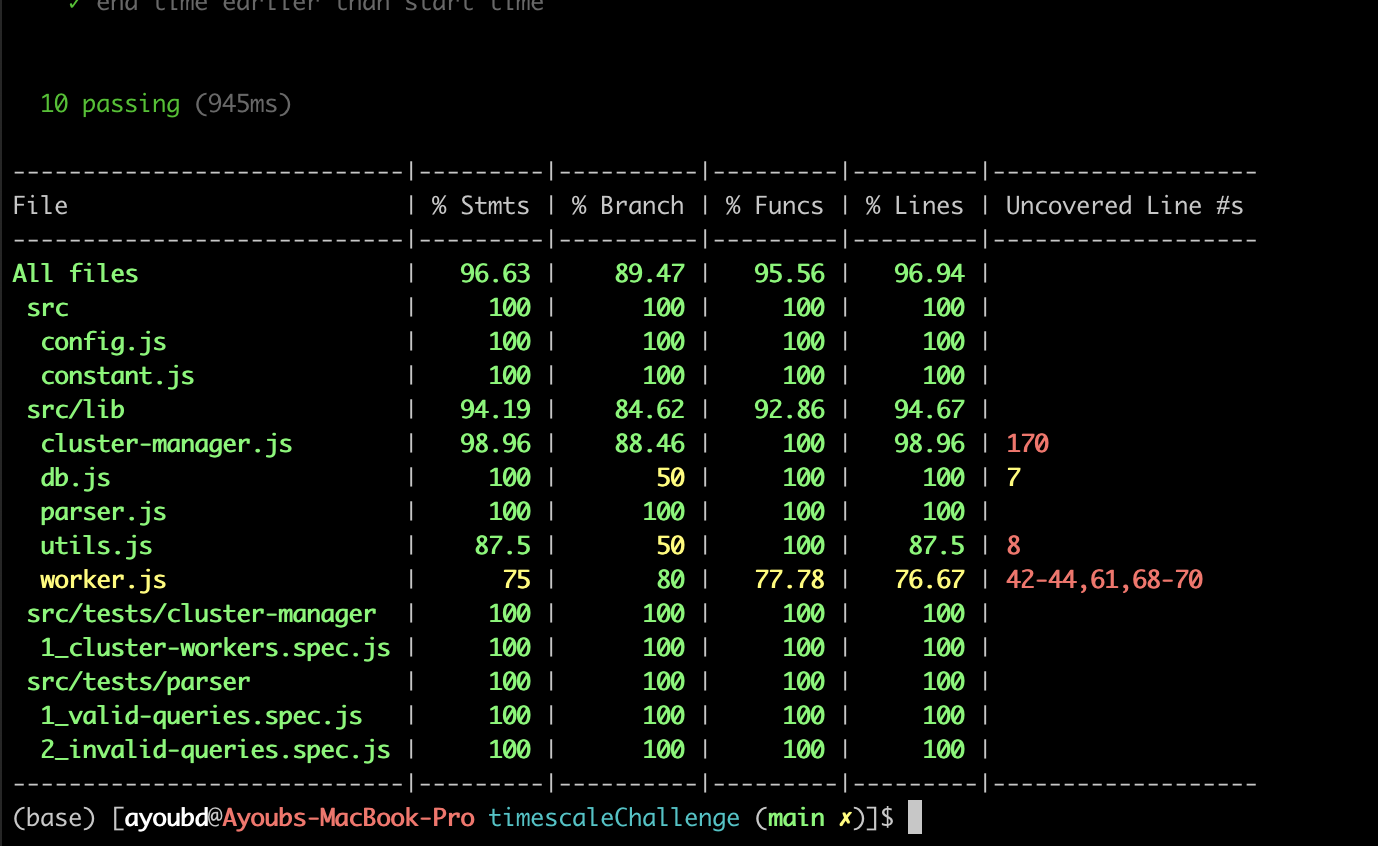 ✓ end time earlier than start time
10 passing (945ms)
----------------------------|---------|----------|---------|---------|-------------------
File                        | % Stmts | % Branch | % Funcs | % Lines | Uncovered Line #s
----------------------------|---------|----------|---------|---------|-------------------
All files                   |   96.63 |    89.47 |   95.56 |   96.94 |
 src                        |     100 |      100 |     100 |     100 |
  config.js                 |     100 |      100 |     100 |     100 |
  constant.js               |     100 |      100 |     100 |     100 |
 src/lib                    |   94.19 |    84.62 |   92.86 |   94.67 |
  cluster-manager.js        |   98.96 |    88.46 |     100 |   98.96 | 170
  db.js                     |     100 |       50 |     100 |     100 | 7
  parser.js                 |     100 |      100 |     100 |     100 |
  utils.js                  |    87.5 |       50 |     100 |    87.5 | 8
  worker.js                 |      75 |       80 |   77.78 |   76.67 | 42-44,61,68-70
 src/tests/cluster-manager  |     100 |      100 |     100 |     100 |
  1_cluster-workers.spec.js |     100 |      100 |     100 |     100 |
 src/tests/parser           |     100 |      100 |     100 |     100 |
  1_valid-queries.spec.js   |     100 |      100 |     100 |     100 |
  2_invalid-queries.spec.js |     100 |      100 |     100 |     100 |
----------------------------|---------|----------|---------|---------|-------------------
(base) [ayoubd@Ayoubs-MacBook-Pro timescaleChallenge (main ✗)]$